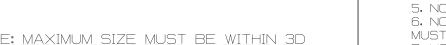 5. NO
6. NO
MUST
E: MAXIMUM SIZE MUST BE WITHIN 3D